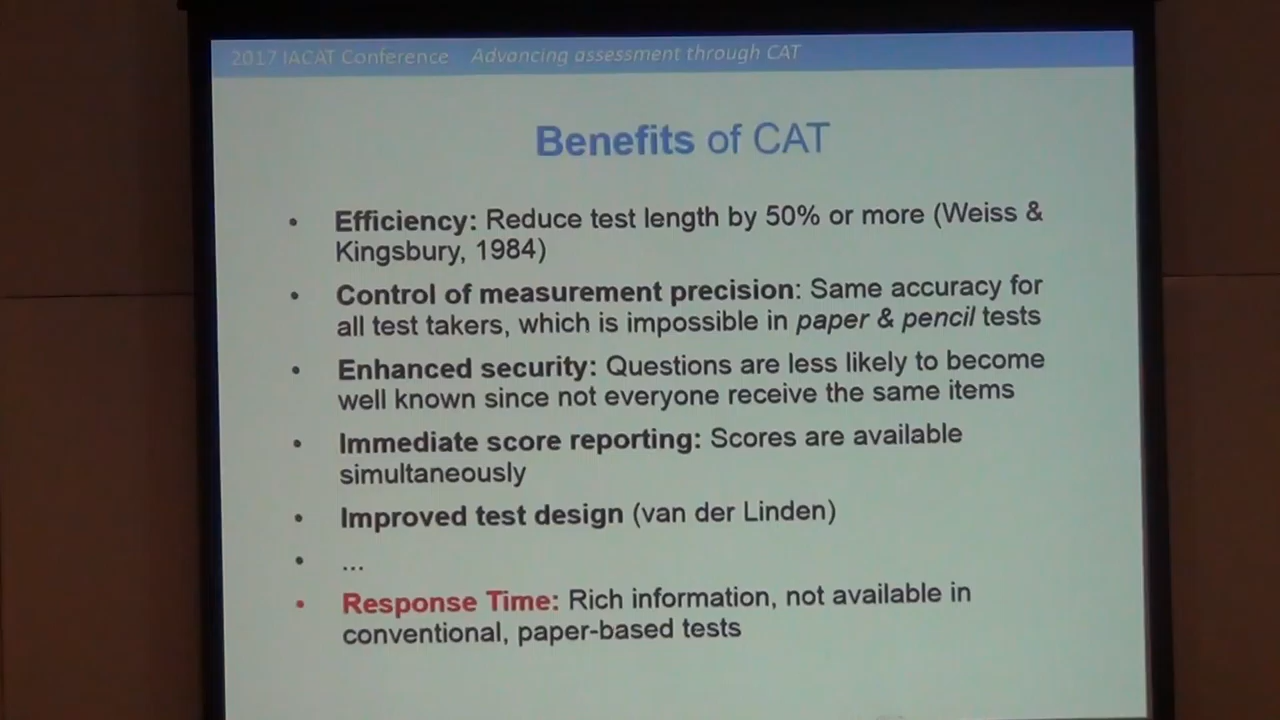 2017 IACAT Conference Advancing assessment through CAT
Benefits of CAT
• Efficiency: Reduce test length by 50% or more (Weiss &
Kingsbury, 1984)
• Control of measurement precision: Same accuracy for
all test takers, which is impossible in paper & pencil tests
• Enhanced security: Questions are less likely to become
well known since not everyone receive the same items
• Immediate score reporting: Scores are available
simultaneously
• Improved test design (van der Linden)
• ...
• Response Time: Rich information, not available in
conventional, paper-based tests